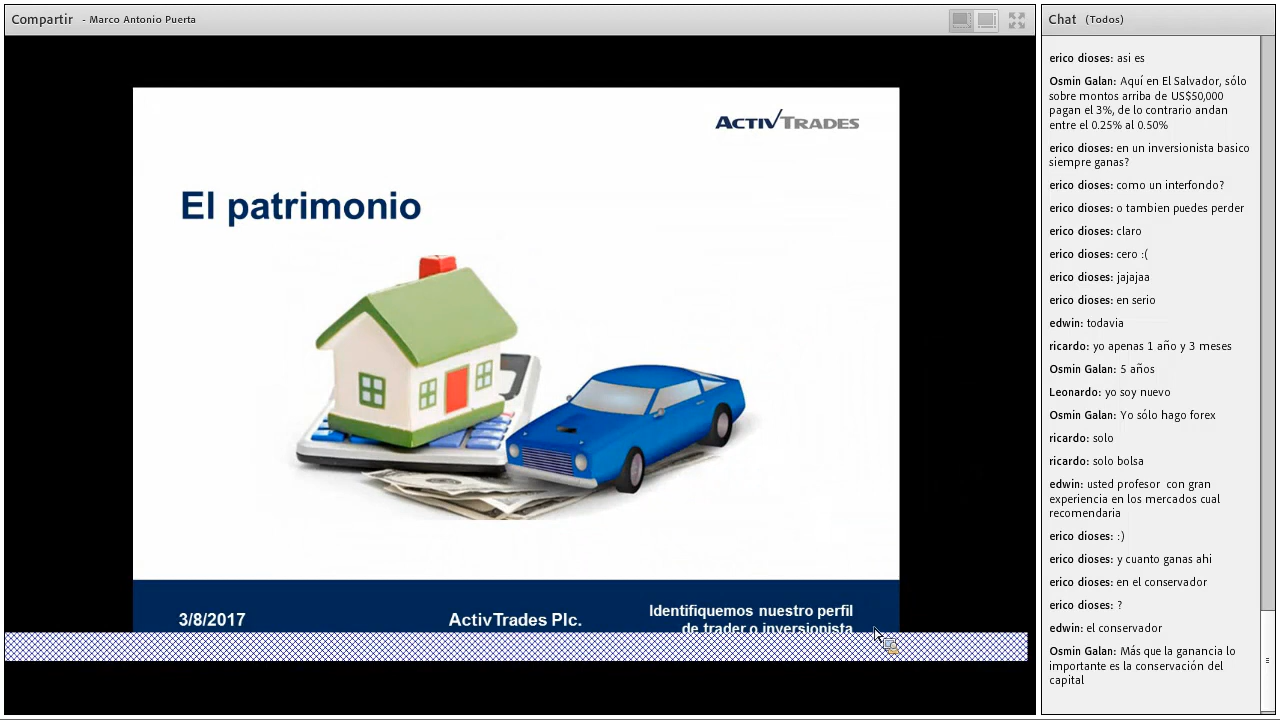 Compartir - Marco Antonio Puerta
ACTIVTRADES
El patrimonio
3/8/2017
ActivTrades Plc.
Identifiquemos nuestro perfil
de trader o inversionista
Chat (Todos)
erico dioses: asi es
Osmin Galan: Aquí en El Salvador, sólo
sobre montos arriba de US$50,000
pagan el 3%, de lo contrario andan
entre el 0.25% al 0.50%
erico dioses: en un inversionista basico
siempre ganas?
erico dioses: como un interfondo?
erico dioses: o tambien puedes perder
erico dioses: claro
erico dioses: cero :(
erico dioses: jajajaa
erico dioses: en serio
edwin: todavia
ricardo: yo apenas 1 año y 3 meses
Osmin Galan: 5 años
Leonardo: yo soy nuevo
Osmin Galan: Yo sólo hago forex
ricardo: solo
ricardo: solo bolsa
edwin: usted profesor con gran
experiencia en los mercados cual
recomendaria
erico dioses: :)
erico dioses: y cuanto ganas ahi
erico dioses: en el conservador
erico dioses: ?
edwin: el conservador
Osmin Galan: Más que la ganancia lo
importante es la conservación del
capital